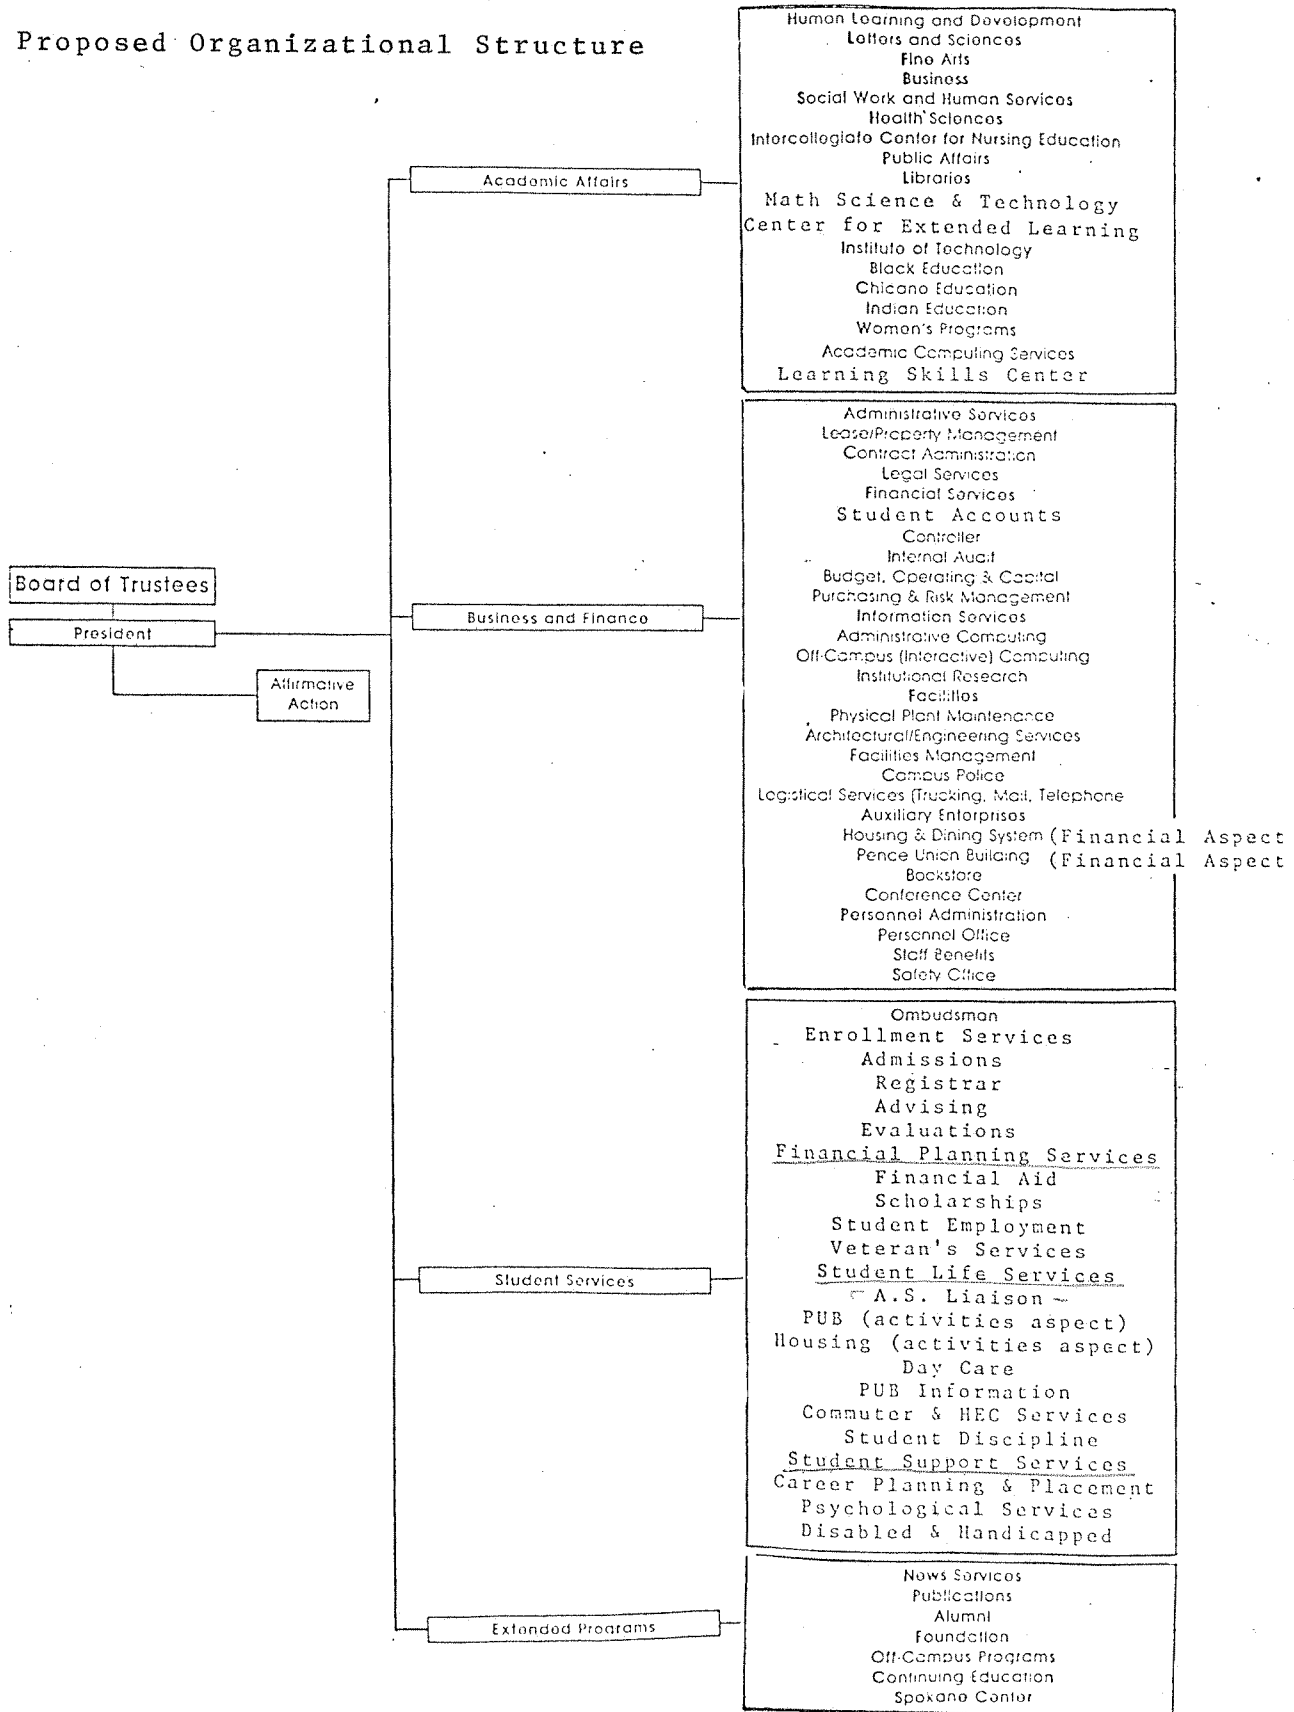 Proposed Organizational Structure
Board of Trustees
President
Affirmative
Action
Academic Affairs
Human Learning and Development
Letters and Sciences
Fine Arts
Business
Social Work and Human Services
Health Sciences
Intercollegiate Center for Nursing Education
Public Affairs
Libraries
Math Science & Technology
Center for Extended Learning
Institute of Technology
Black Education
Chicano Education
Indian Education
Women's Programs
Academic Computing Services
Learning Skills Center
Business and Finance
Administrative Services
Lease/Property Management
Contract Administration
Legal Services
Financial Services
Student Accounts
Controller
Internal Audit
Budget, Operating & Capital
Purchasing & Risk Management
Information Services
Administrative Computing
Off-Campus (Interactive) Computing
Institutional Research
Facilities
Physical Plant Maintenance
Architectural/Engineering Services
Facilities Management
Campus Police
Logistical Services (Trucking, Mail, Telephone
Auxiliary Enterprises
Housing & Dining System (Financial Aspect
Pence Union Building (Financial Aspect
Bookstore
Conference Center
Personnel Administration
Personnel Office
Staff Benefits
Safety Office
Student Services
Ombudsman
Enrollment Services
Admissions
Registrar
Advising
Evaluations
Financial Planning Services
Financial Aid
Scholarships
Student Employment
Veteran's Services
Student Life Services
A.S. Liaison
PUB (activities aspect)
Housing (activities aspect)
Day Care
PUB Information
Commuter & HEC Services
Student Discipline
Student Support Services
Career Planning & Placement
Psychological Services
Disabled & Handicapped
Extended Programs
News Services
Publications
Alumni
Foundation
Off-Campus Programs
Continuing Education
Spokane Center